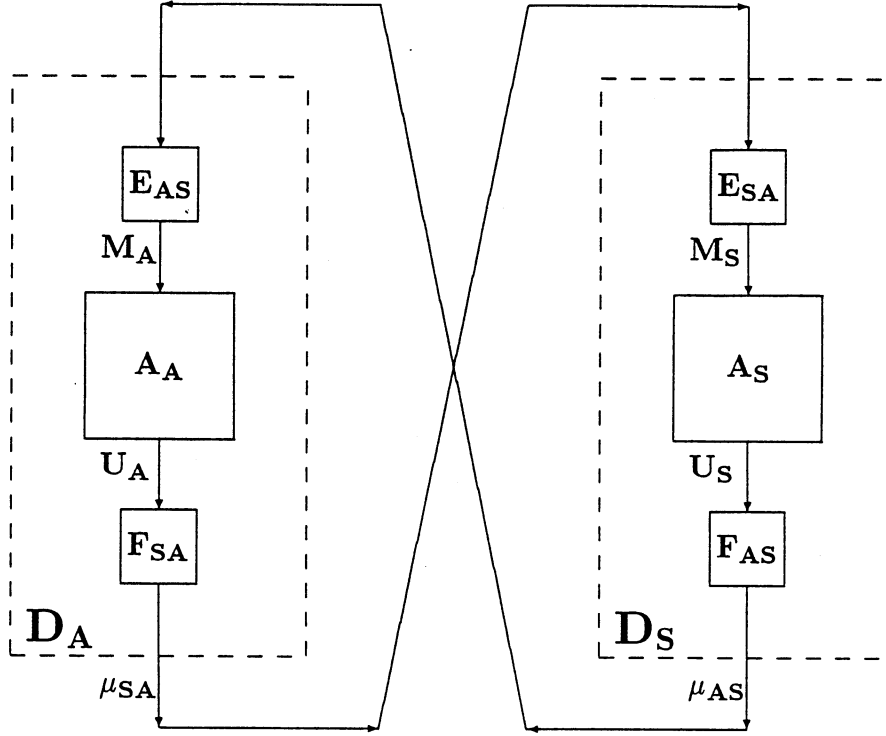 E_AS
M_A
A_A
U_A
F_SA
D_A
μ_SA
E_SA
M_S
A_S
U_S
F_AS
D_S
μ_AS